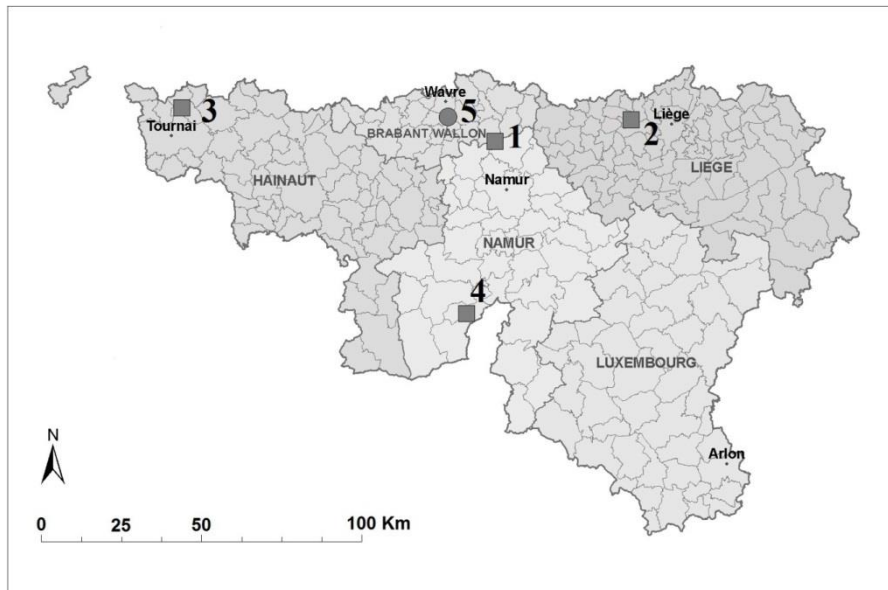 Wavre
5
3
Tournai
BRABANT WALLON
1
2
Liège
HAINAUT
Namur
LIEGE
NAMUR
4
LUXEMBOURG
N
Arlon
0 25 50 100 Km